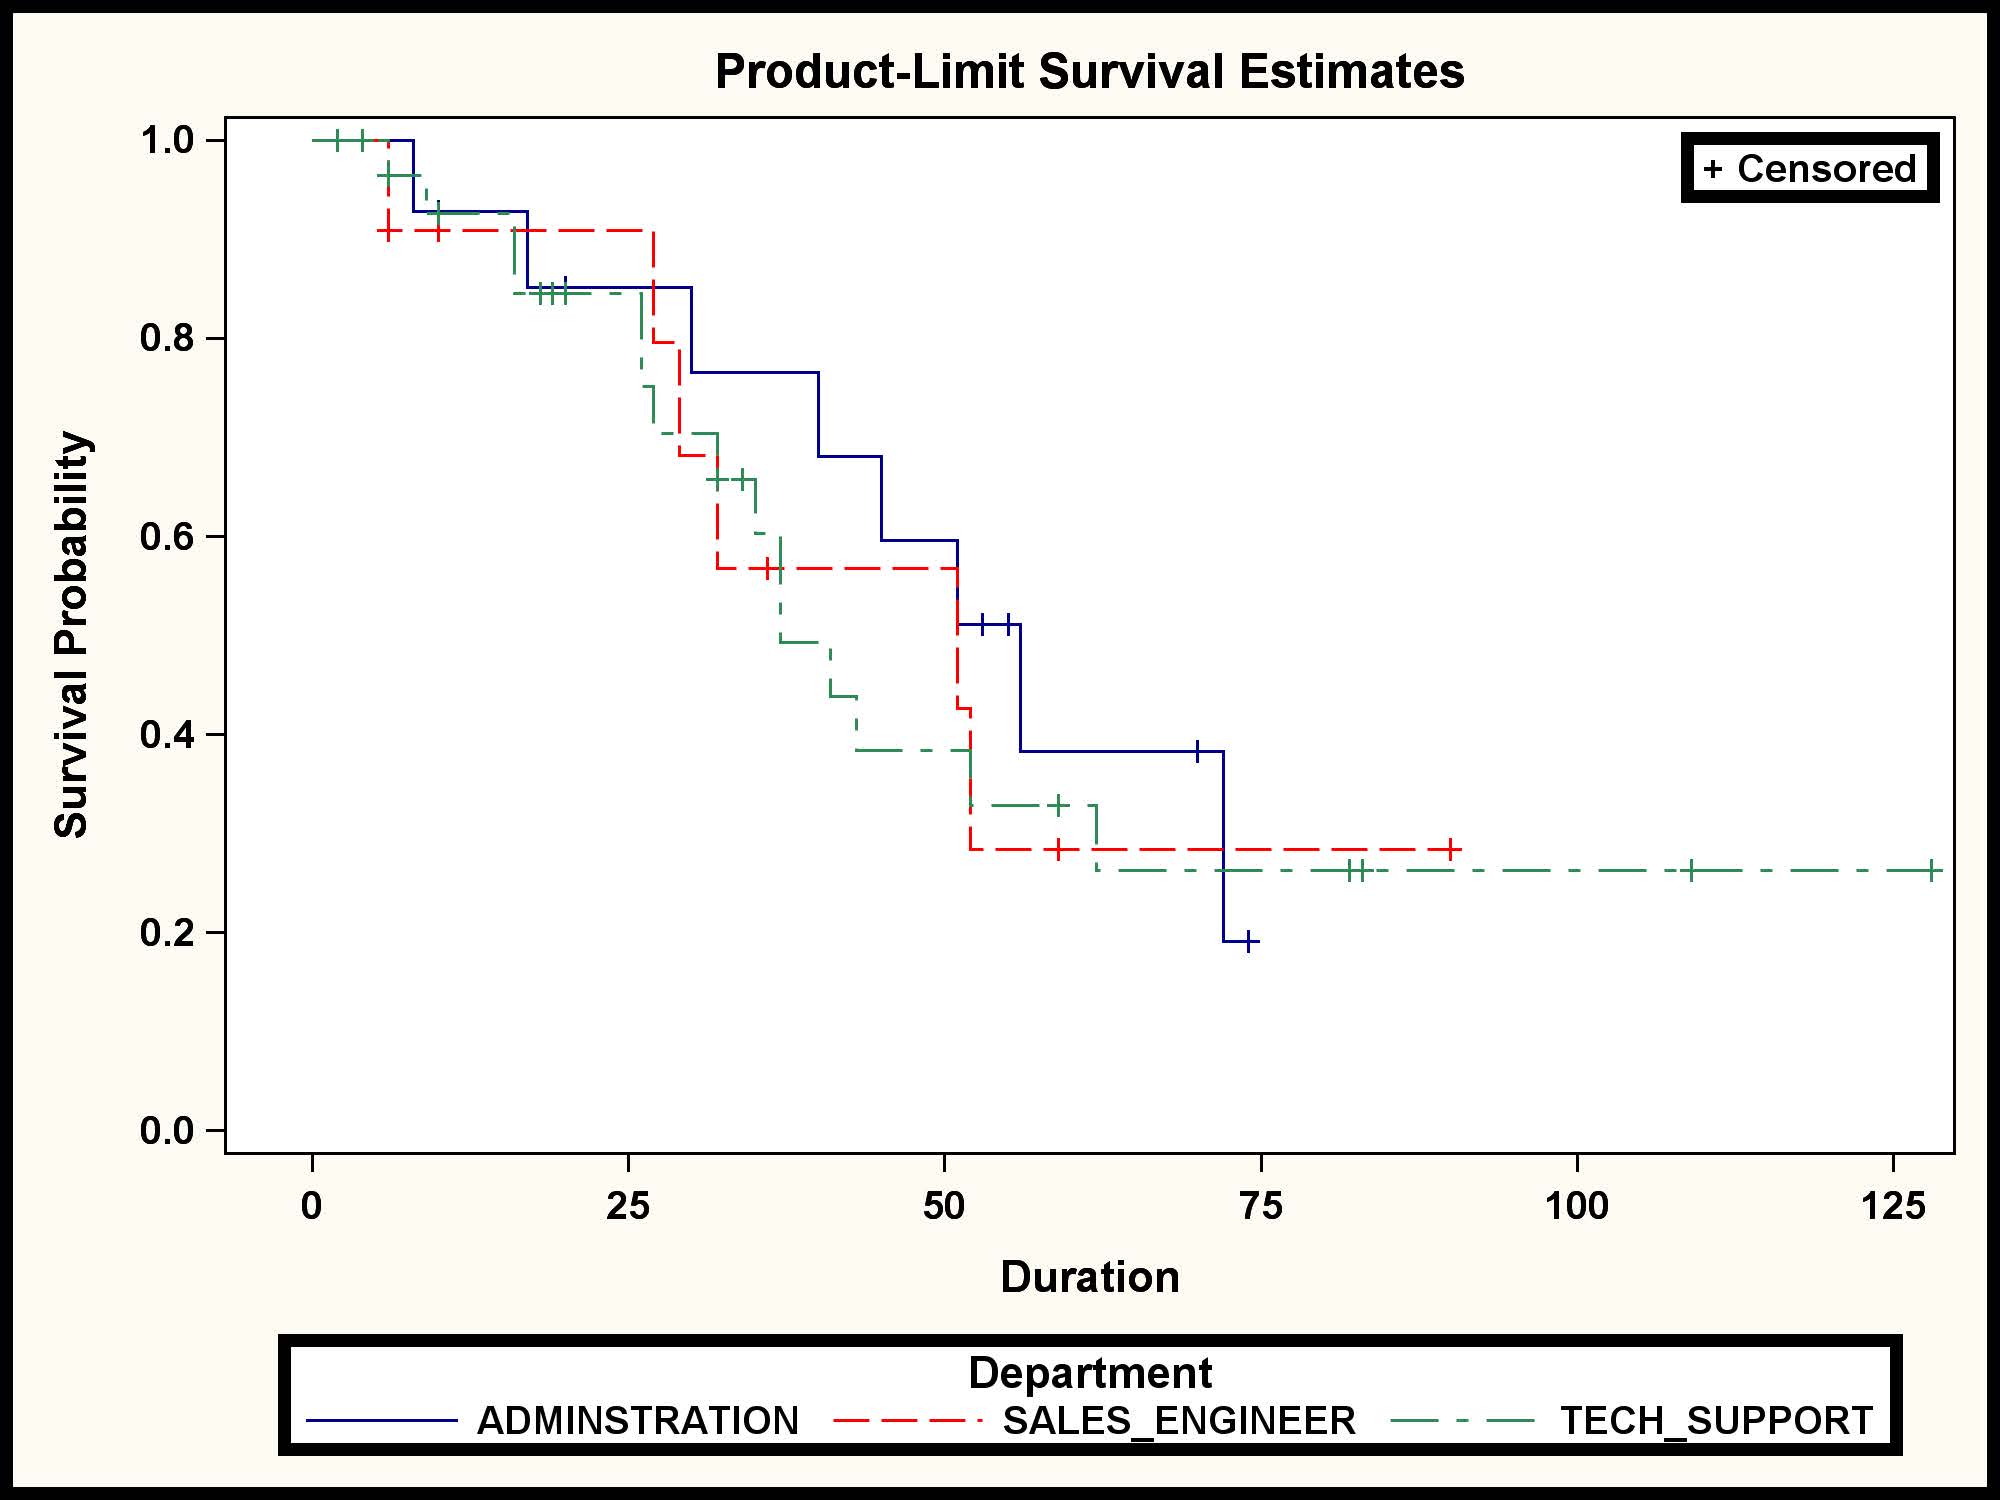 Product-Limit Survival Estimates
+ Censored
1.0
0.8
0.6
0.4
0.2
0.0
Survival Probability
0 25 50 75 100 125
Duration
Department
ADMINSTRATION SALES_ENGINEER TECH_SUPPORT